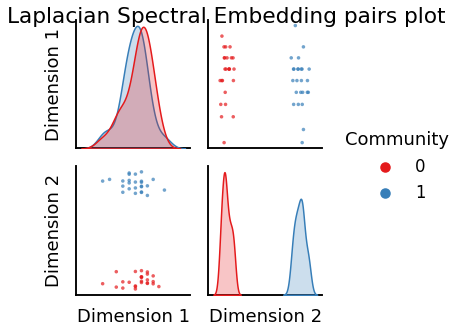 Laplacian Spectral Embedding pairs plot
Dimension 1
Community
0
1
Dimension 2
Dimension 1
Dimension 2